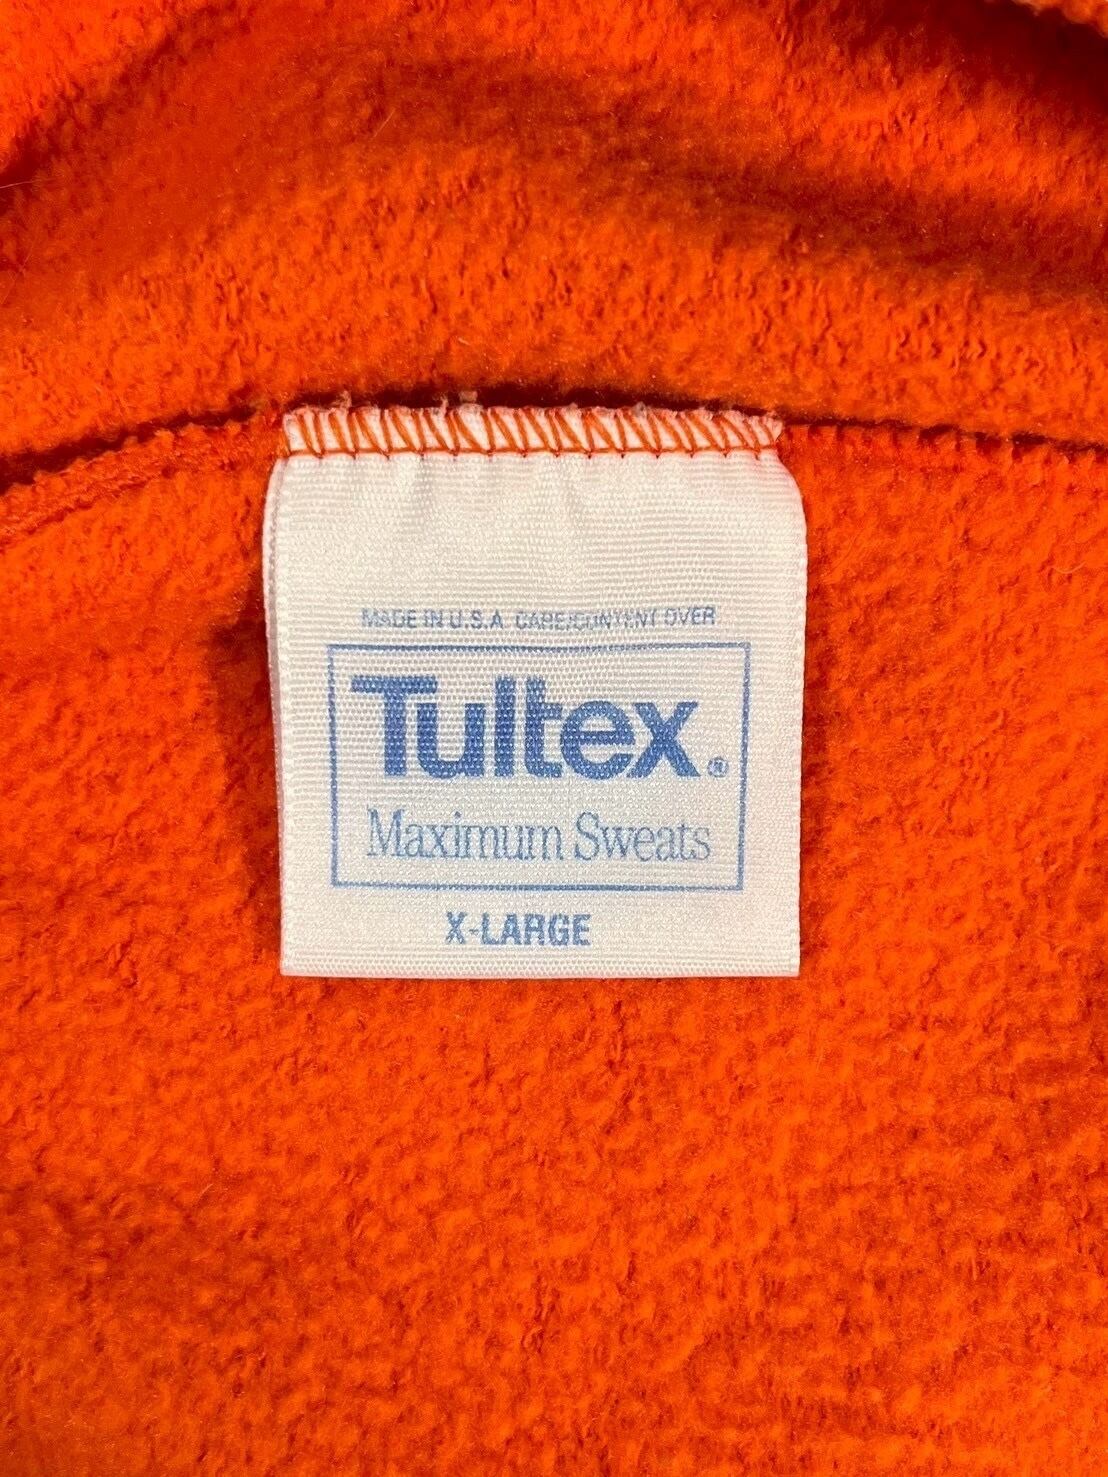 MADE IN U.S.A. CARE/CONTENT OVER
Tultex®
Maximum Sweats
X-LARGE